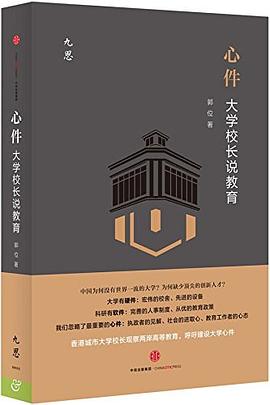 九思
心件
大学校长说教育
郭位 著
中国为何没有世界一流的大学?为何缺少顶尖的创新人才?
大学有硬件:宏伟的校舍、先进的设备
科研有软件:完善的人事制度、从优的教育政策
我们忽略了最重要的心件:执政者的见解、社会的进取心、教育工作者的心态
香港城市大学校长观察两岸高等教育,呼吁建设大学心件
中信出版集团·CHINACITICPRESS
心件
大学校长说教育
郭位 著
九思